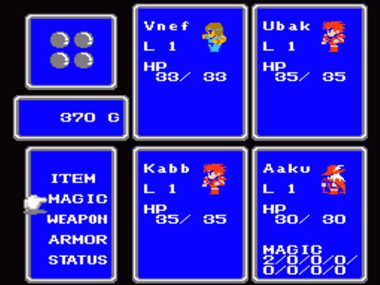 Vnef
L 1
HP
33/ 33
Ubak
L 1
HP
35/ 35
370 G
ITEM
MAGIC
WEAPON
ARMOR
STATUS
Kabb
L 1
HP
35/ 35
Aaku
L 1
HP
30/ 30
MAGIC
2/0/0/0/
0/0/0/0